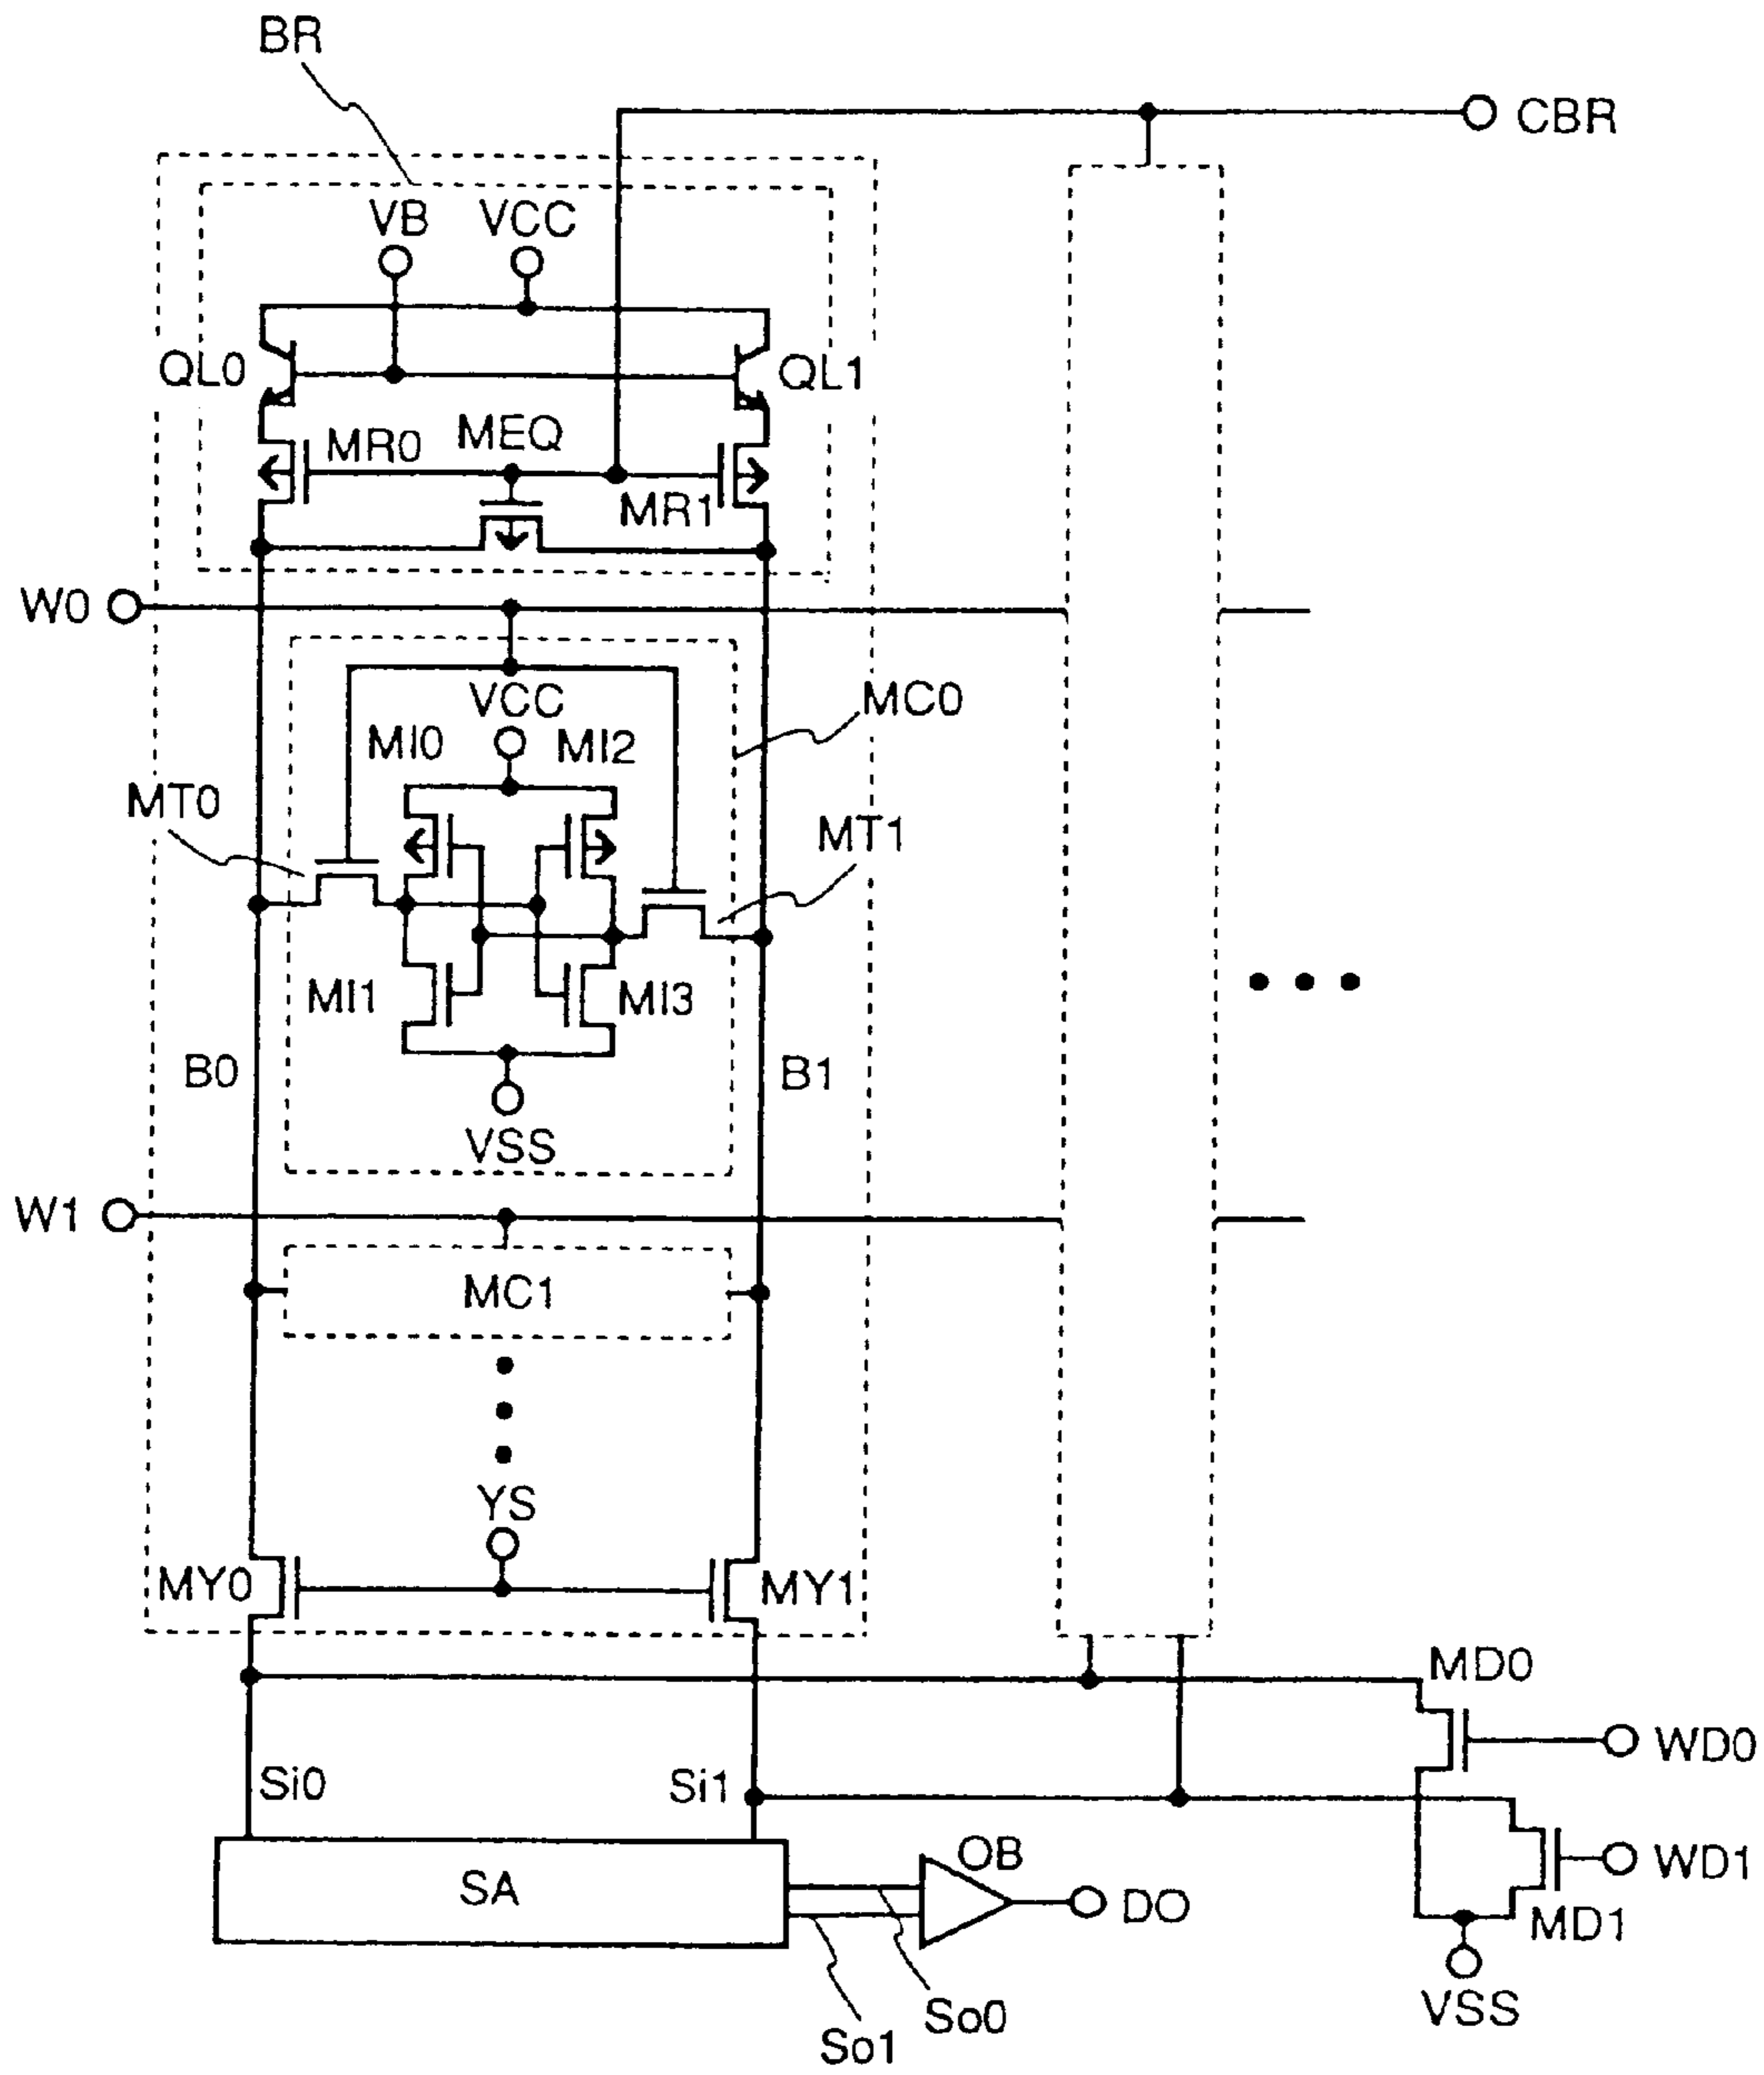 BR
CBR
VB
VCC
QL0
QL1
MR0
MEQ
MR1
W0
VCC
MC0
MI0
MI2
MT0
MT1
MI1
MI3
B0
B1
VSS
W1
MC1
YS
MY0
MY1
MD0
WD0
Si0
Si1
OB
WD1
SA
DO
MD1
So0
VSS
So1